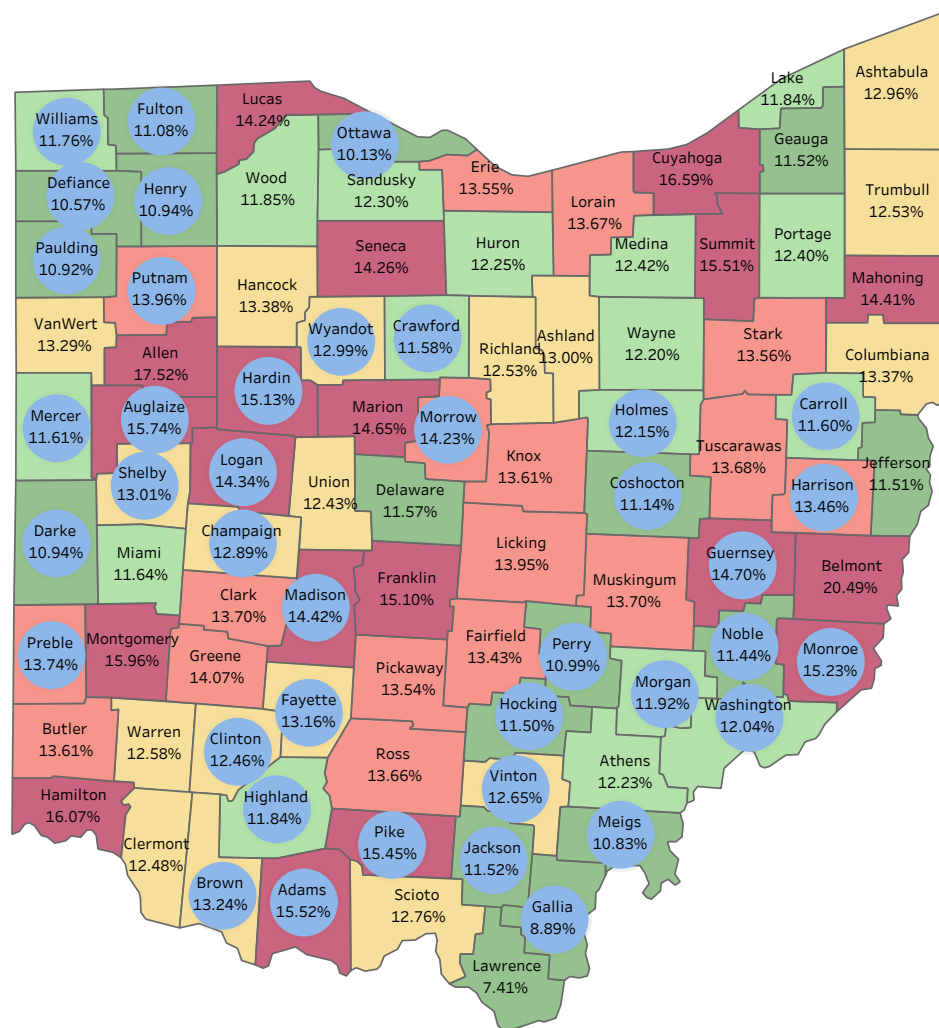 Lake
11.84%
Ashtabula
12.96%
Williams
11.76%
Fulton
11.08%
Lucas
14.24%
Ottawa
10.13%
Geauga
11.52%
Defiance
10.57%
Henry
10.94%
Wood
11.85%
Sandusky
12.30%
Erie
13.55%
Lorain
13.67%
Cuyahoga
16.59%
Trumbull
12.53%
Paulding
10.92%
Putnam
13.96%
Hancock
13.38%
Seneca
14.26%
Huron
12.25%
Medina
12.42%
Summit
15.51%
Portage
12.40%
Mahoning
14.41%
VanWert
13.29%
Allen
17.52%
Wyandot
12.99%
Crawford
11.58%
Richland
12.53%
Ashland
13.00%
Wayne
12.20%
Stark
13.56%
Columbiana
13.37%
Mercer
11.61%
Auglaize
15.74%
Hardin
15.13%
Marion
14.65%
Morrow
14.23%
Holmes
12.15%
Carroll
11.60%
Shelby
13.01%
Logan
14.34%
Union
12.43%
Delaware
11.57%
Knox
13.61%
Coshocton
11.14%
Tuscarawas
13.68%
Harrison
13.46%
Jefferson
11.51%
Darke
10.94%
Miami
11.64%
Champaign
12.89%
Licking
13.95%
Muskingum
13.70%
Guernsey
14.70%
Belmont
20.49%
Clark
13.70%
Madison
14.42%
Franklin
15.10%
Preble
13.74%
Montgomery
15.96%
Greene
14.07%
Pickaway
13.54%
Fairfield
13.43%
Perry
10.99%
Morgan
11.92%
Noble
11.44%
Monroe
15.23%
Butler
13.61%
Warren
12.58%
Clinton
12.46%
Fayette
13.16%
Ross
13.66%
Hocking
11.50%
Athens
12.23%
Washington
12.04%
Hamilton
16.07%
Highland
11.84%
Vinton
12.65%
Clermont
12.48%
Pike
15.45%
Jackson
11.52%
Meigs
10.83%
Brown
13.24%
Adams
15.52%
Scioto
12.76%
Gallia
8.89%
Lawrence
7.41%